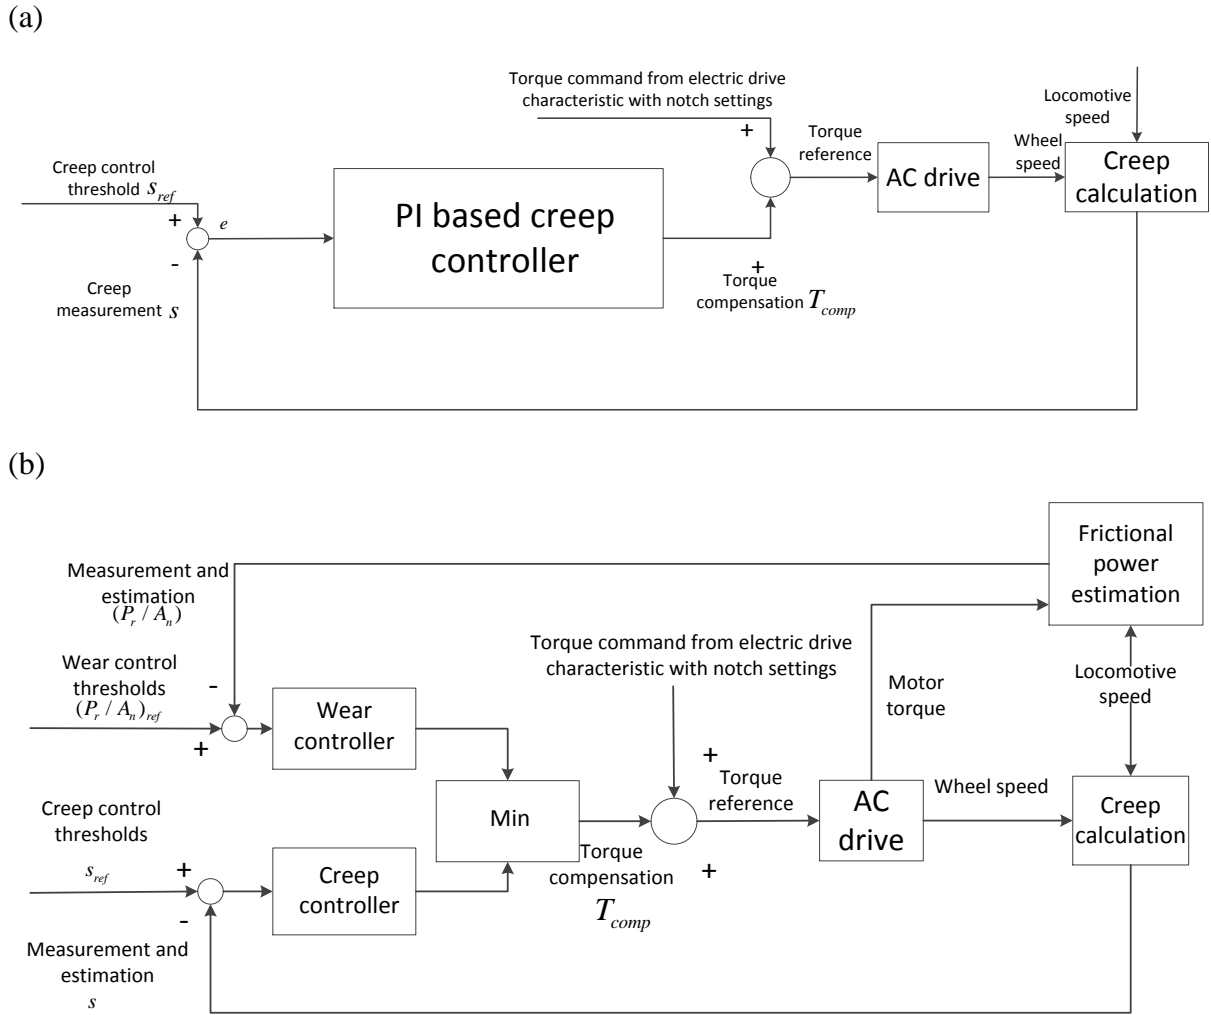 (a)
Torque command from electric drive
characteristic with notch settings
+
Torque
reference
AC drive
Wheel
speed
Locomotive
speed
Creep
calculation
Creep control
threshold s_ref
+
e
-
Creep
measurement s
PI based creep
controller
+
Torque
compensation T_comp
(b)
Frictional
power
estimation
Measurement and
estimation
(P_r / A_n)
Wear control
thresholds
(P_r / A_n)_ref
-
+
Wear
controller
Torque command from electric drive
characteristic with notch settings
Motor
torque
Locomotive
speed
+
Torque
reference
+
Min
AC
drive
Wheel speed
Creep
calculation
Torque
compensation
T_comp
Creep control
thresholds
s_ref
+
-
Creep
controller
Measurement and
estimation
s